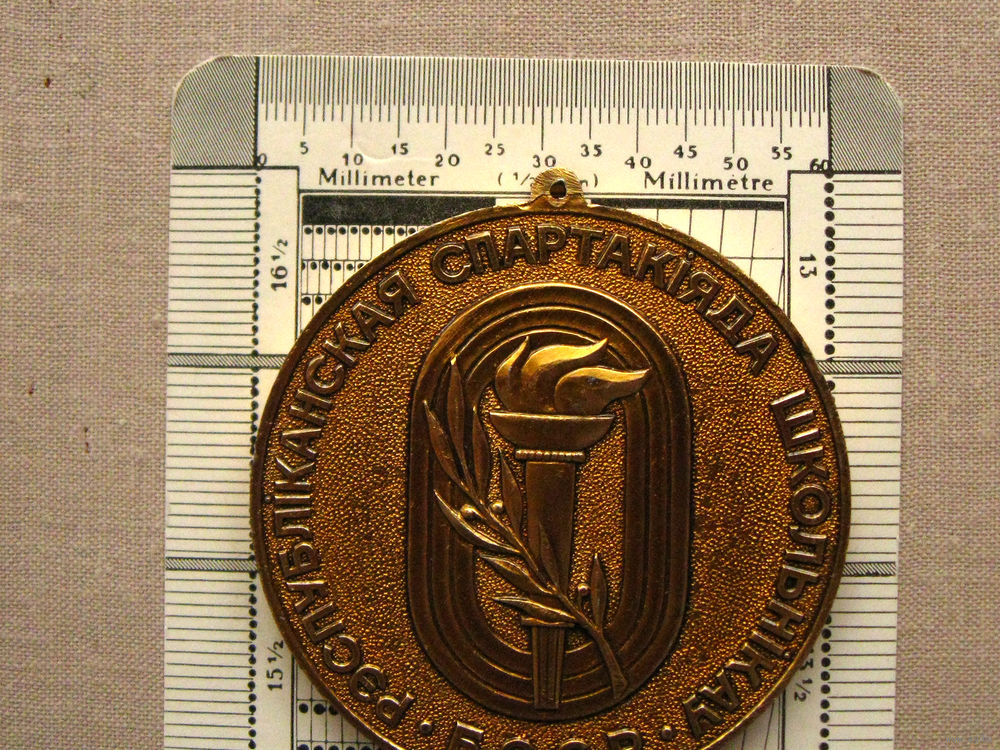 0 5 10 15 20 25 30 35 40 45 50 55 60
Millimeter Millimètre
16½ 13
РЭСПУБЛІКАНСКАЯ СПАРТАКІЯДА ШКОЛЬНІКАЎ
15½
· БССР ·